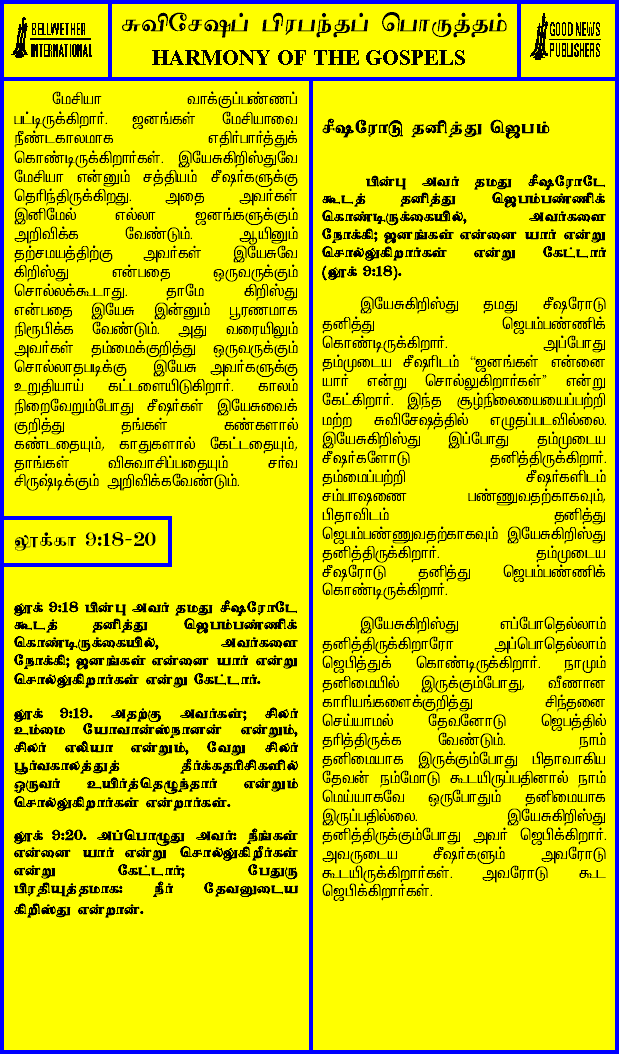 BELLWETHER
INTERNATIONAL
சுவிசேஷப் பிரபந்தப் பொருத்தம்
HARMONY OF THE GOSPELS
GOOD NEWS
PUBLISHERS
மேசியா வாக்குப்பண்ணப்
பட்டிருக்கிறார். ஜனங்கள் மேசியாவை
நீண்டகாலமாக எதிர்பார்த்துக்
கொண்டிருக்கிறார்கள். இயேசுகிறிஸ்துவே
மேசியா என்னும் சத்தியம் சீஷர்களுக்கு
தெரிந்திருக்கிறது. அதை அவர்கள்
இனிமேல் எல்லா ஜனங்களுக்கும்
அறிவிக்க வேண்டும். ஆயினும்
தற்சமயத்திற்கு அவர்கள் இயேசுவே
கிறிஸ்து என்பதை ஒருவருக்கும்
சொல்லக்கூடாது. தாமே கிறிஸ்து
என்பதை இயேசு இன்னும் பூரணமாக
நிரூபிக்க வேண்டும். அது வரையிலும்
அவர்கள் தம்மைக்குறித்து ஒருவருக்கும்
சொல்லாதபடிக்கு இயேசு அவர்களுக்கு
உறுதியாய் கட்டளையிடுகிறார். காலம்
நிறைவேறும்போது சீஷர்கள் இயேசுவைக்
குறித்து தங்கள் கண்களால்
கண்டதையும், காதுகளால் கேட்டதையும்,
தாங்கள் விசுவாசிப்பதையும் சர்வ
சிருஷ்டிக்கும் அறிவிக்கவேண்டும்.
லூக்கா 9:18-20
லூக் 9:18 பின்பு அவர் தமது சீஷரோடே
கூடத் தனித்து ஜெபம்பண்ணிக்
கொண்டிருக்கையில், அவர்களை
நோக்கி; ஜனங்கள் என்னை யார் என்று
சொல்லுகிறார்கள் என்று கேட்டார்.
லூக் 9:19. அதற்கு அவர்கள்; சிலர்
உம்மை யோவான்ஸ்நானன் என்றும்,
சிலர் எலியா என்றும், வேறு சிலர்
பூர்வகாலத்துத் தீர்க்கதரிசிகளில்
ஒருவர் உயிர்த்தெழுந்தார் என்றும்
சொல்லுகிறார்கள் என்றார்கள்.
லூக் 9:20. அப்பொழுது அவர்: நீங்கள்
என்னை யார் என்று சொல்லுகிறீர்கள்
என்று கேட்டார்; பேதுரு
பிரதியுத்தமாக: நீர் தேவனுடைய
கிறிஸ்து என்றான்.
சீஷரோடு தனித்து ஜெபம்
பின்பு அவர் தமது சீஷரோடே
கூடத் தனித்து ஜெபம்பண்ணிக்
கொண்டிருக்கையில், அவர்களை
நோக்கி; ஜனங்கள் என்னை யார் என்று
சொல்லுகிறார்கள் என்று கேட்டார்
(லூக் 9:18).
இயேசுகிறிஸ்து தமது சீஷரோடு
தனித்து ஜெபம்பண்ணிக்
கொண்டிருக்கிறார். அப்போது
தம்முடைய சீஷரிடம் “ஜனங்கள் என்னை
யார் என்று சொல்லுகிறார்கள்” என்று
கேட்கிறார். இந்த சூழ்நிலையையைப்பற்றி
மற்ற சுவிசேஷத்தில் எழுதப்படவில்லை.
இயேசுகிறிஸ்து இப்போது தம்முடைய
சீஷர்களோடு தனித்திருக்கிறார்.
தம்மைப்பற்றி சீஷர்களிடம்
சம்பாஷணை பண்ணுவதற்காகவும்,
பிதாவிடம் தனித்து
ஜெபம்பண்ணுவதற்காகவும் இயேசுகிறிஸ்து
தனித்திருக்கிறார். தம்முடைய
சீஷரோடு தனித்து ஜெபம்பண்ணிக்
கொண்டிருக்கிறார்.
இயேசுகிறிஸ்து எப்போதெல்லாம்
தனித்திருக்கிறாரோ அப்பொதெல்லாம்
ஜெபித்துக் கொண்டிருக்கிறார். நாமும்
தனிமையில் இருக்கும்போது, வீணான
காரியங்களைக்குறித்து சிந்தனை
செய்யாமல் தேவனோடு ஜெபத்தில்
தரித்திருக்க வேண்டும். நாம்
தனிமையாக இருக்கும்போது பிதாவாகிய
தேவன் நம்மோடு கூடயிருப்பதினால் நாம்
மெய்யாகவே ஒருபோதும் தனிமையாக
இருப்பதில்லை. இயேசுகிறிஸ்து
தனித்திருக்கும்போது அவர் ஜெபிக்கிறார்.
அவருடைய சீஷர்களும் அவரோடு
கூடயிருக்கிறார்கள். அவரோடு கூட
ஜெபிக்கிறார்கள்.